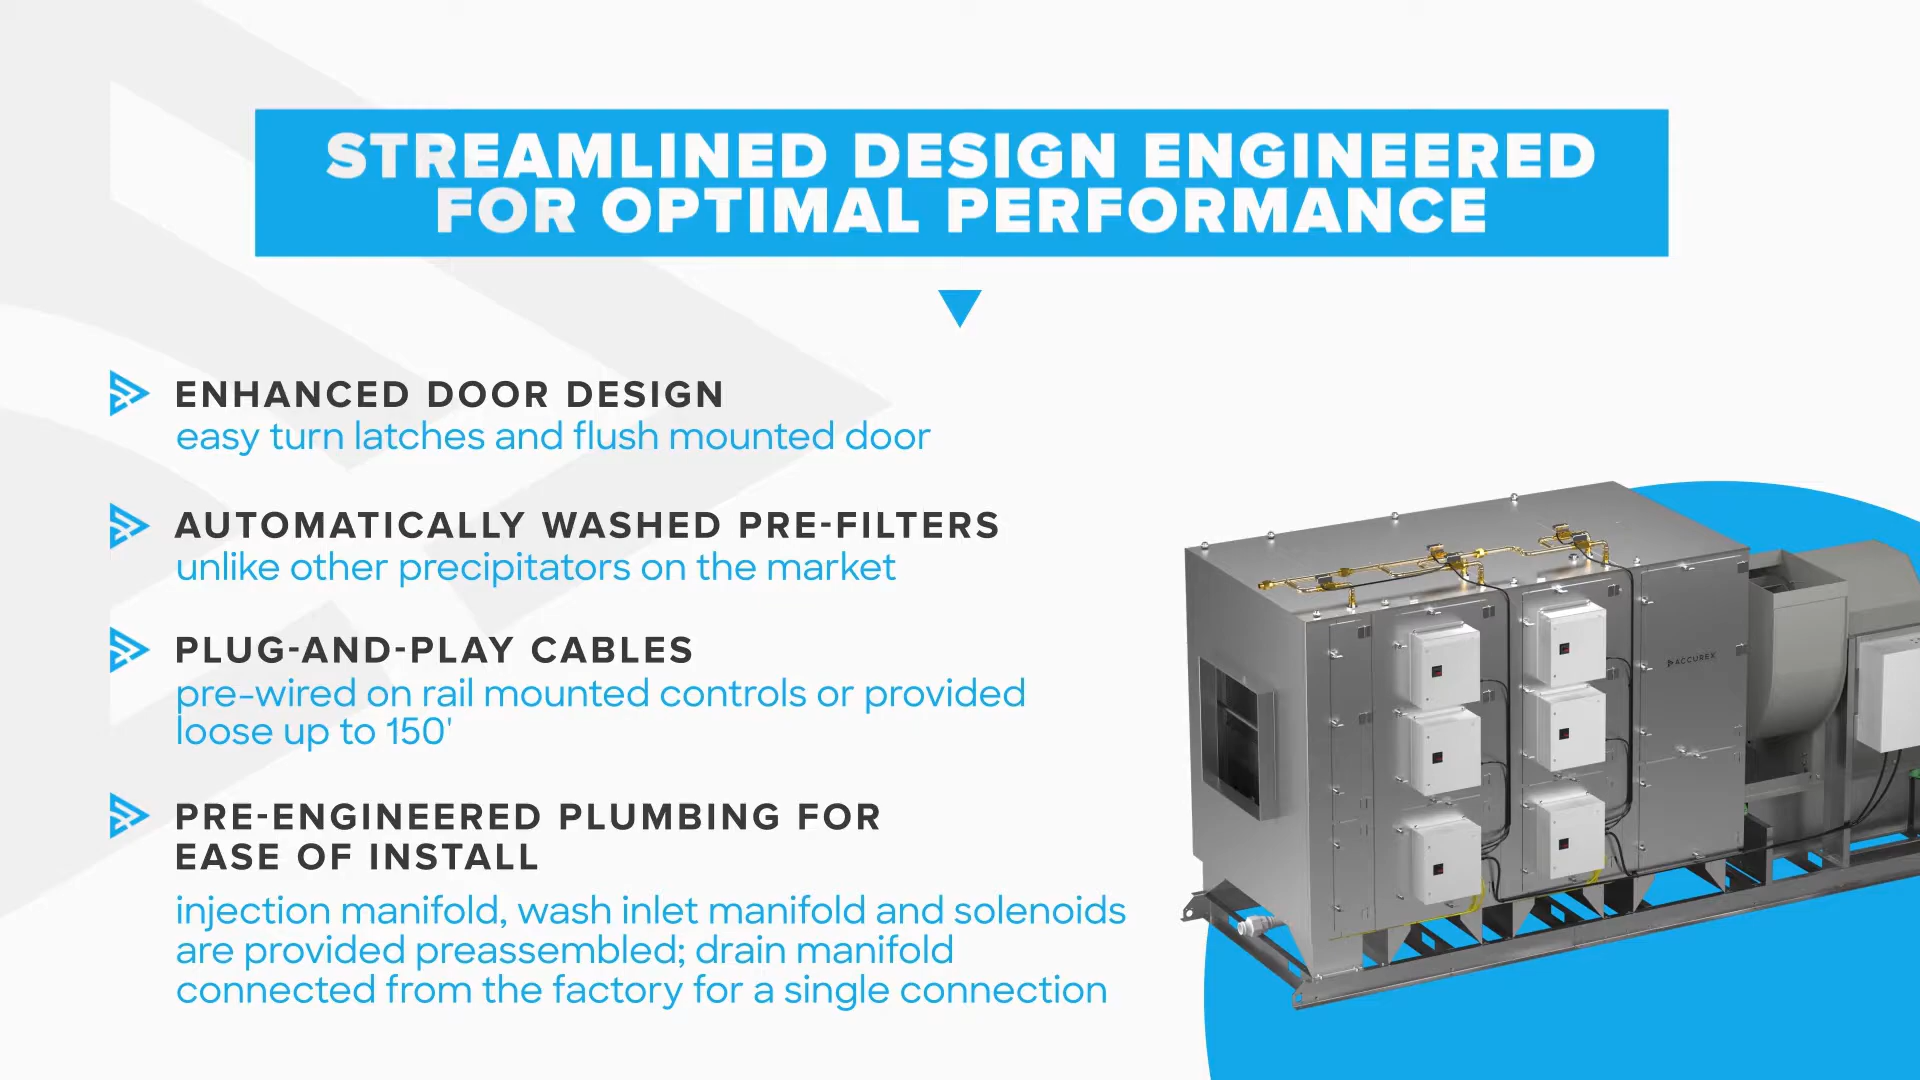 STREAMLINED DESIGN ENGINEERED
FOR OPTIMAL PERFORMANCE
ENHANCED DOOR DESIGN
easy turn latches and flush mounted door
AUTOMATICALLY WASHED PRE-FILTERS
unlike other precipitators on the market
PLUG-AND-PLAY CABLES
pre-wired on rail mounted controls or provided
loose up to 150'
PRE-ENGINEERED PLUMBING FOR
EASE OF INSTALL
injection manifold, wash inlet manifold and solenoids
are provided preassembled; drain manifold
connected from the factory for a single connection
ACCUREX